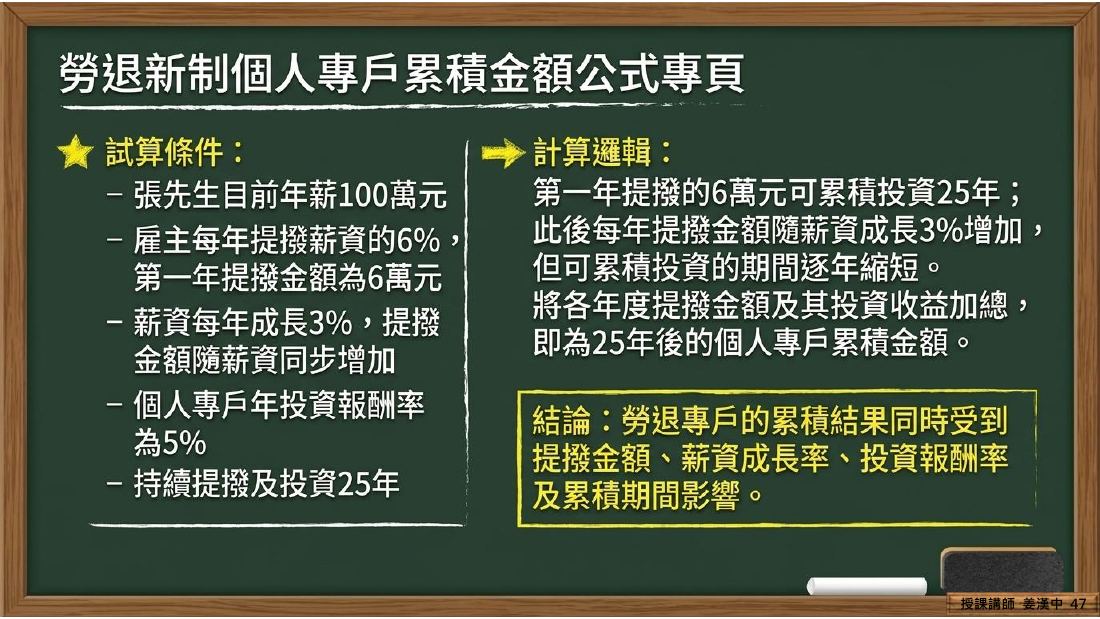 勞退新制個人專戶累積金額公式專頁
試算條件：
– 張先生目前年薪100萬元
– 雇主每年提撥薪資的6%，
第一年提撥金額為6萬元
– 薪資每年成長3%，提撥
金額隨薪資同步增加
– 個人專戶年投資報酬率
為5%
– 持續提撥及投資25年
計算邏輯：
第一年提撥的6萬元可累積投資25年；
此後每年提撥金額隨薪資成長3%增加，
但可累積投資的期間逐年縮短。
將各年度提撥金額及其投資收益加總，
即為25年後的個人專戶累積金額。
結論：勞退專戶的累積結果同時受到
提撥金額、薪資成長率、投資報酬率
及累積期間影響。
授課講師 姜漢中 47